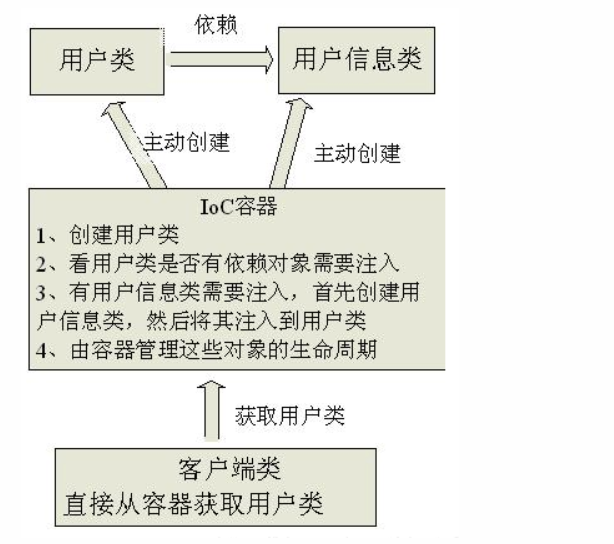 依赖
用户类
用户信息类
主动创建
主动创建
IoC容器
1、创建用户类
2、看用户类是否有依赖对象需要注入
3、有用户信息类需要注入，首先创建用
户信息类，然后将其注入到用户类
4、由容器管理这些对象的生命周期
获取用户类
客户端类
直接从容器获取用户类